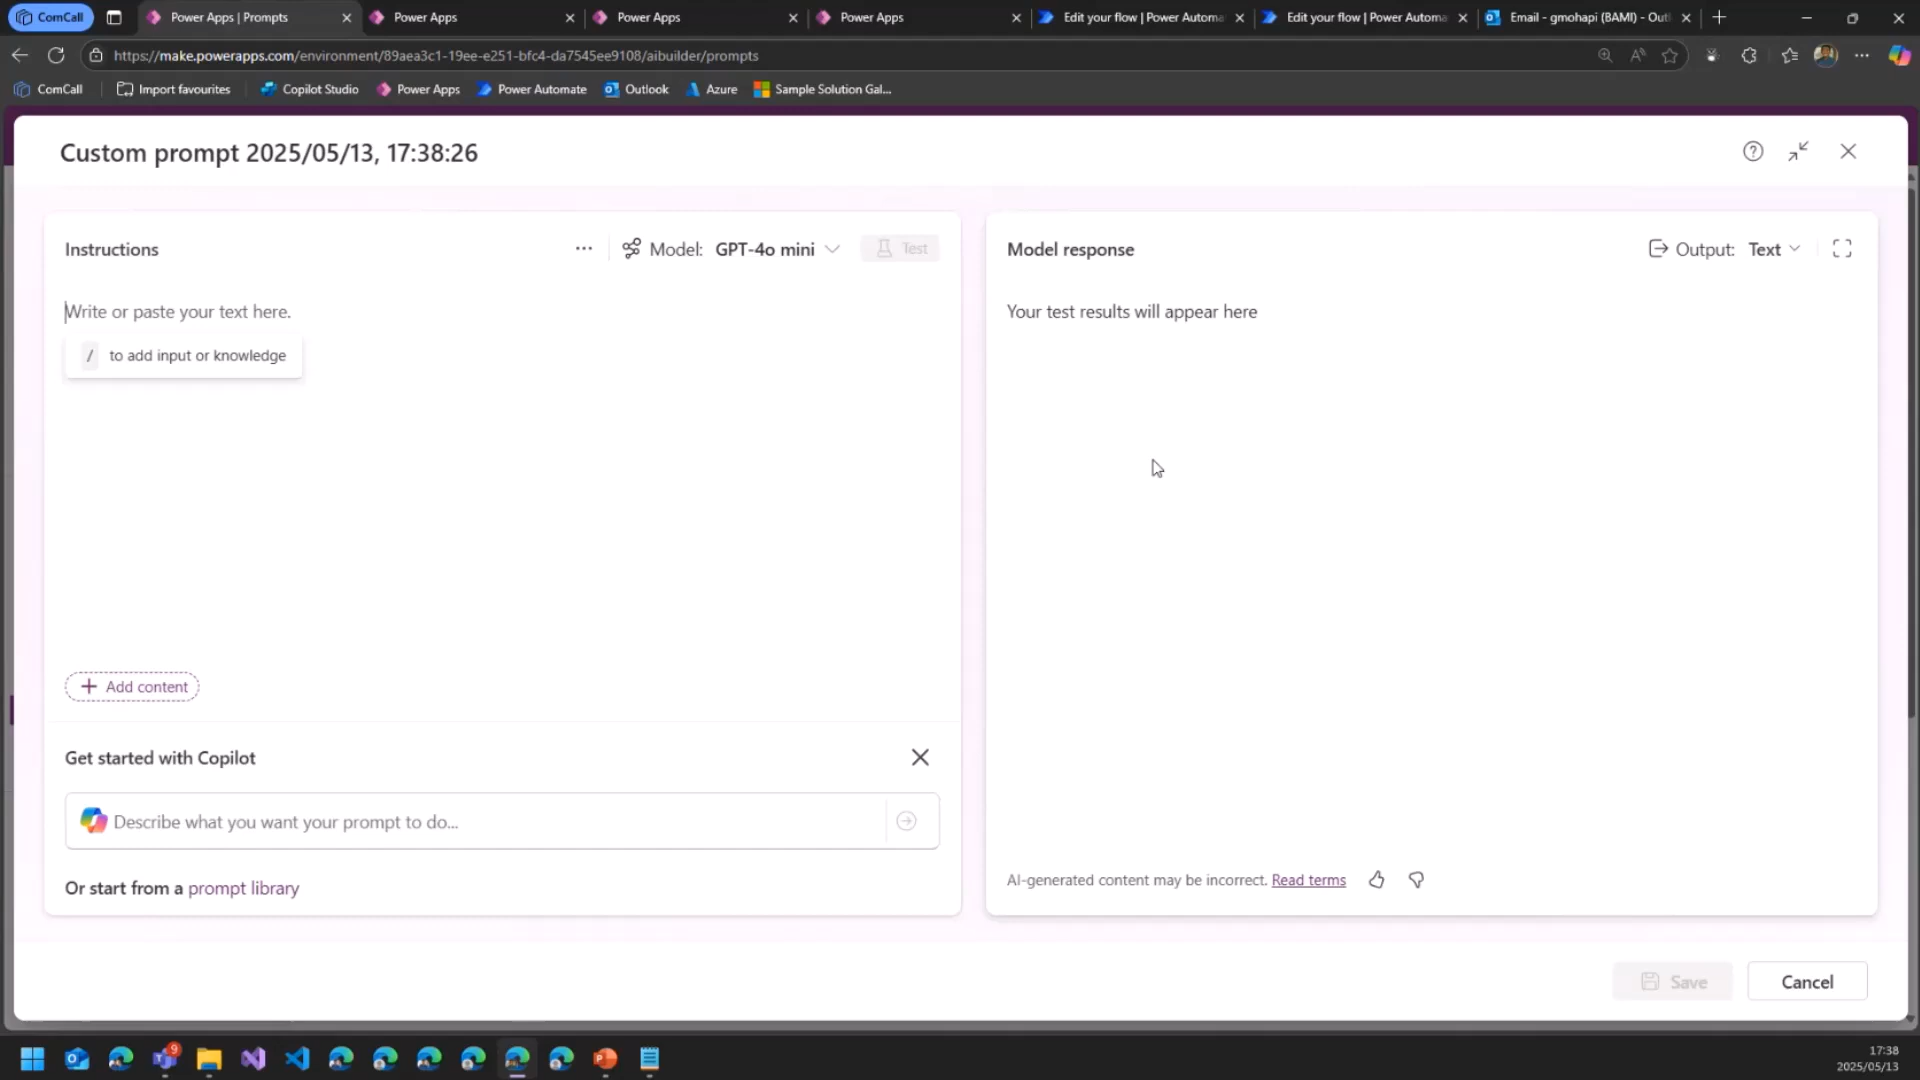 ComCall
Power Apps | Prompts
Power Apps
Power Apps
Power Apps
Edit your flow | Power Automa
Edit your flow | Power Automa
Email - gmohapi (BAMI) - Outl
https://make.powerapps.com/environment/89aea3c1-19ee-e251-bfc4-da7545ee9108/aibuilder/prompts
ComCall
Import favourites
Copilot Studio
Power Apps
Power Automate
Outlook
Azure
Sample Solution Gal...
Custom prompt 2025/05/13, 17:38:26
Instructions
Model: GPT-4o mini
Test
Write or paste your text here.
/ to add input or knowledge
Add content
Get started with Copilot
Describe what you want your prompt to do...
Or start from a prompt library
Model response
Output: Text
Your test results will appear here
AI-generated content may be incorrect. Read terms
Save
Cancel
9
17:38
2025/05/13